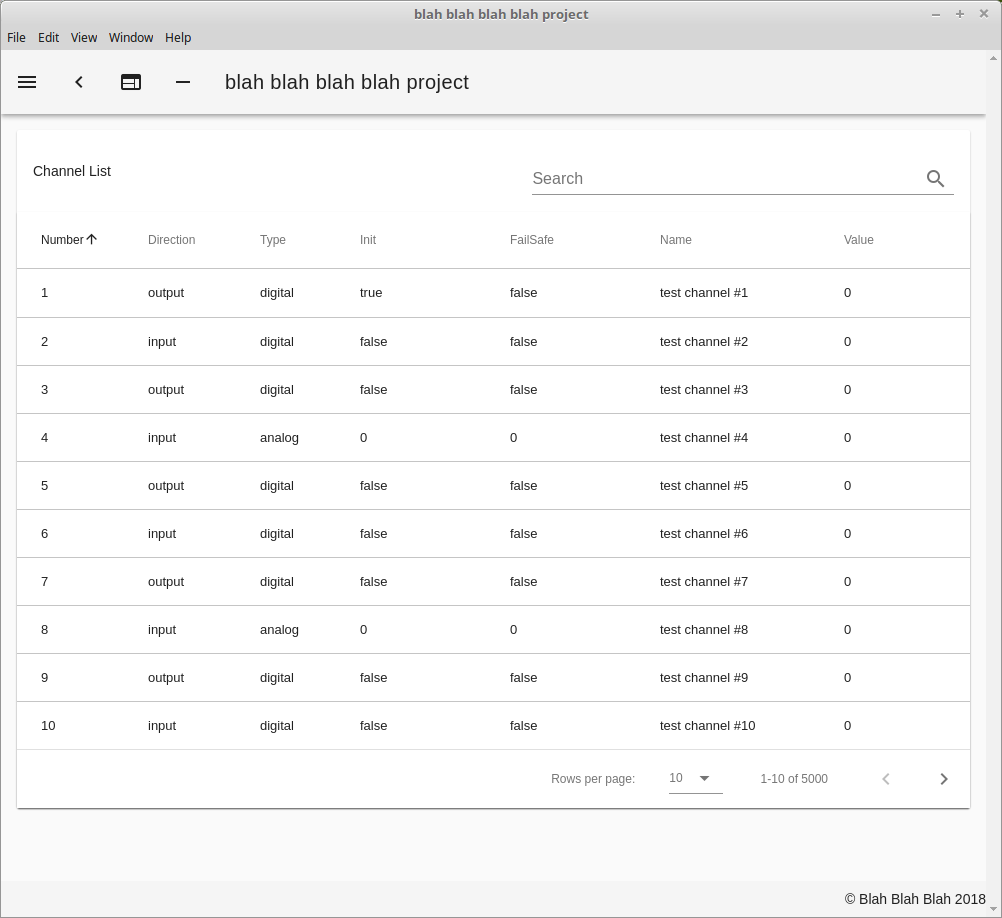 blah blah blah blah project
File Edit View Window Help
blah blah blah blah project
Channel List
Search
Number Direction Type Init FailSafe Name Value
1 output digital true false test channel #1 0
2 input digital false false test channel #2 0
3 output digital false false test channel #3 0
4 input analog 0 0 test channel #4 0
5 output digital false false test channel #5 0
6 input digital false false test channel #6 0
7 output digital false false test channel #7 0
8 input analog 0 0 test channel #8 0
9 output digital false false test channel #9 0
10 input digital false false test channel #10 0
Rows per page: 10 1-10 of 5000
© Blah Blah Blah 2018